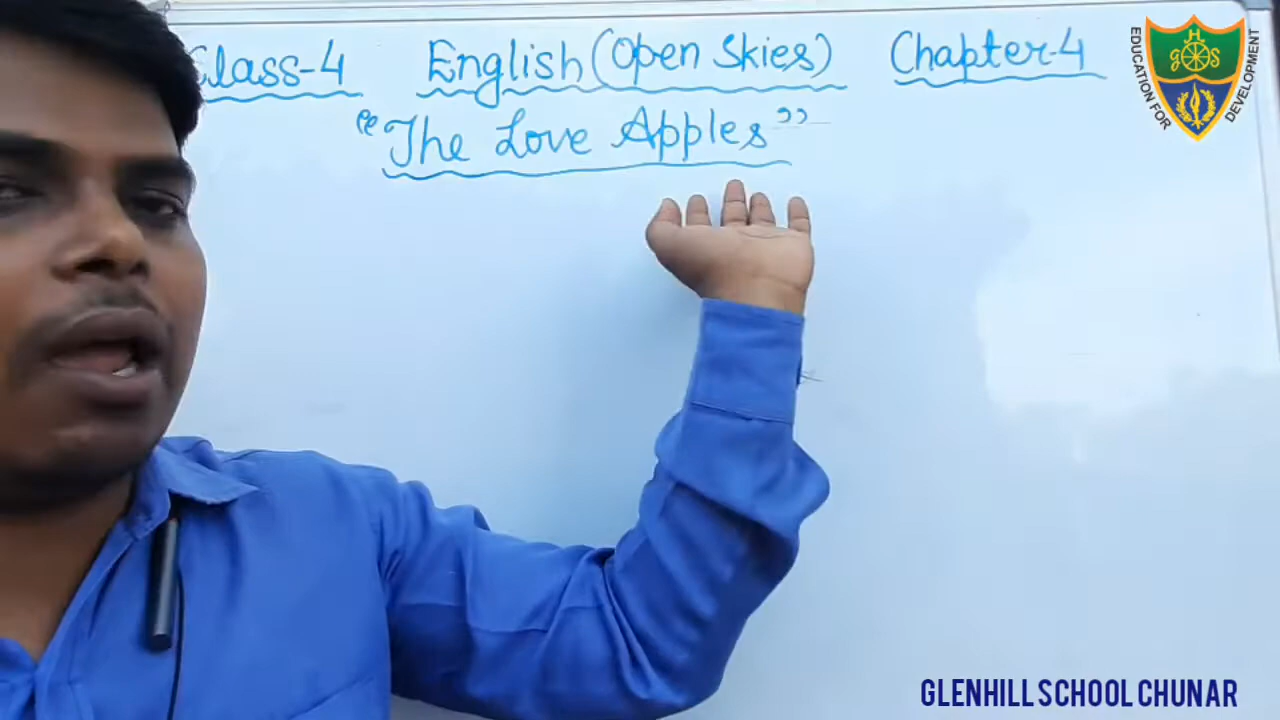 Class-4 English (Open Skies) Chapter-4
"The Love Apples"
EDUCATION FOR DEVELOPMENT
G H S
GLENHILL SCHOOL CHUNAR